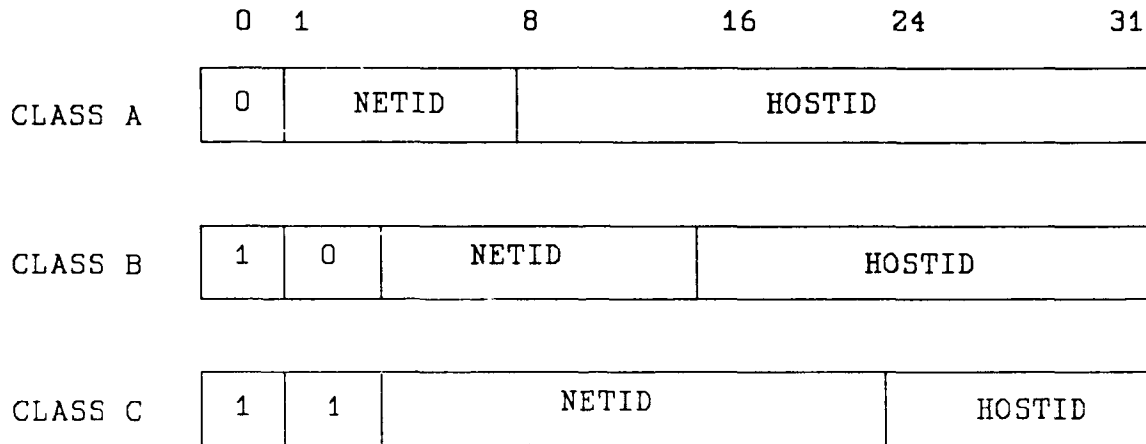 0 1 8 16 24 31
CLASS A 0 NETID HOSTID
CLASS B 1 0 NETID HOSTID
CLASS C 1 1 NETID HOSTID